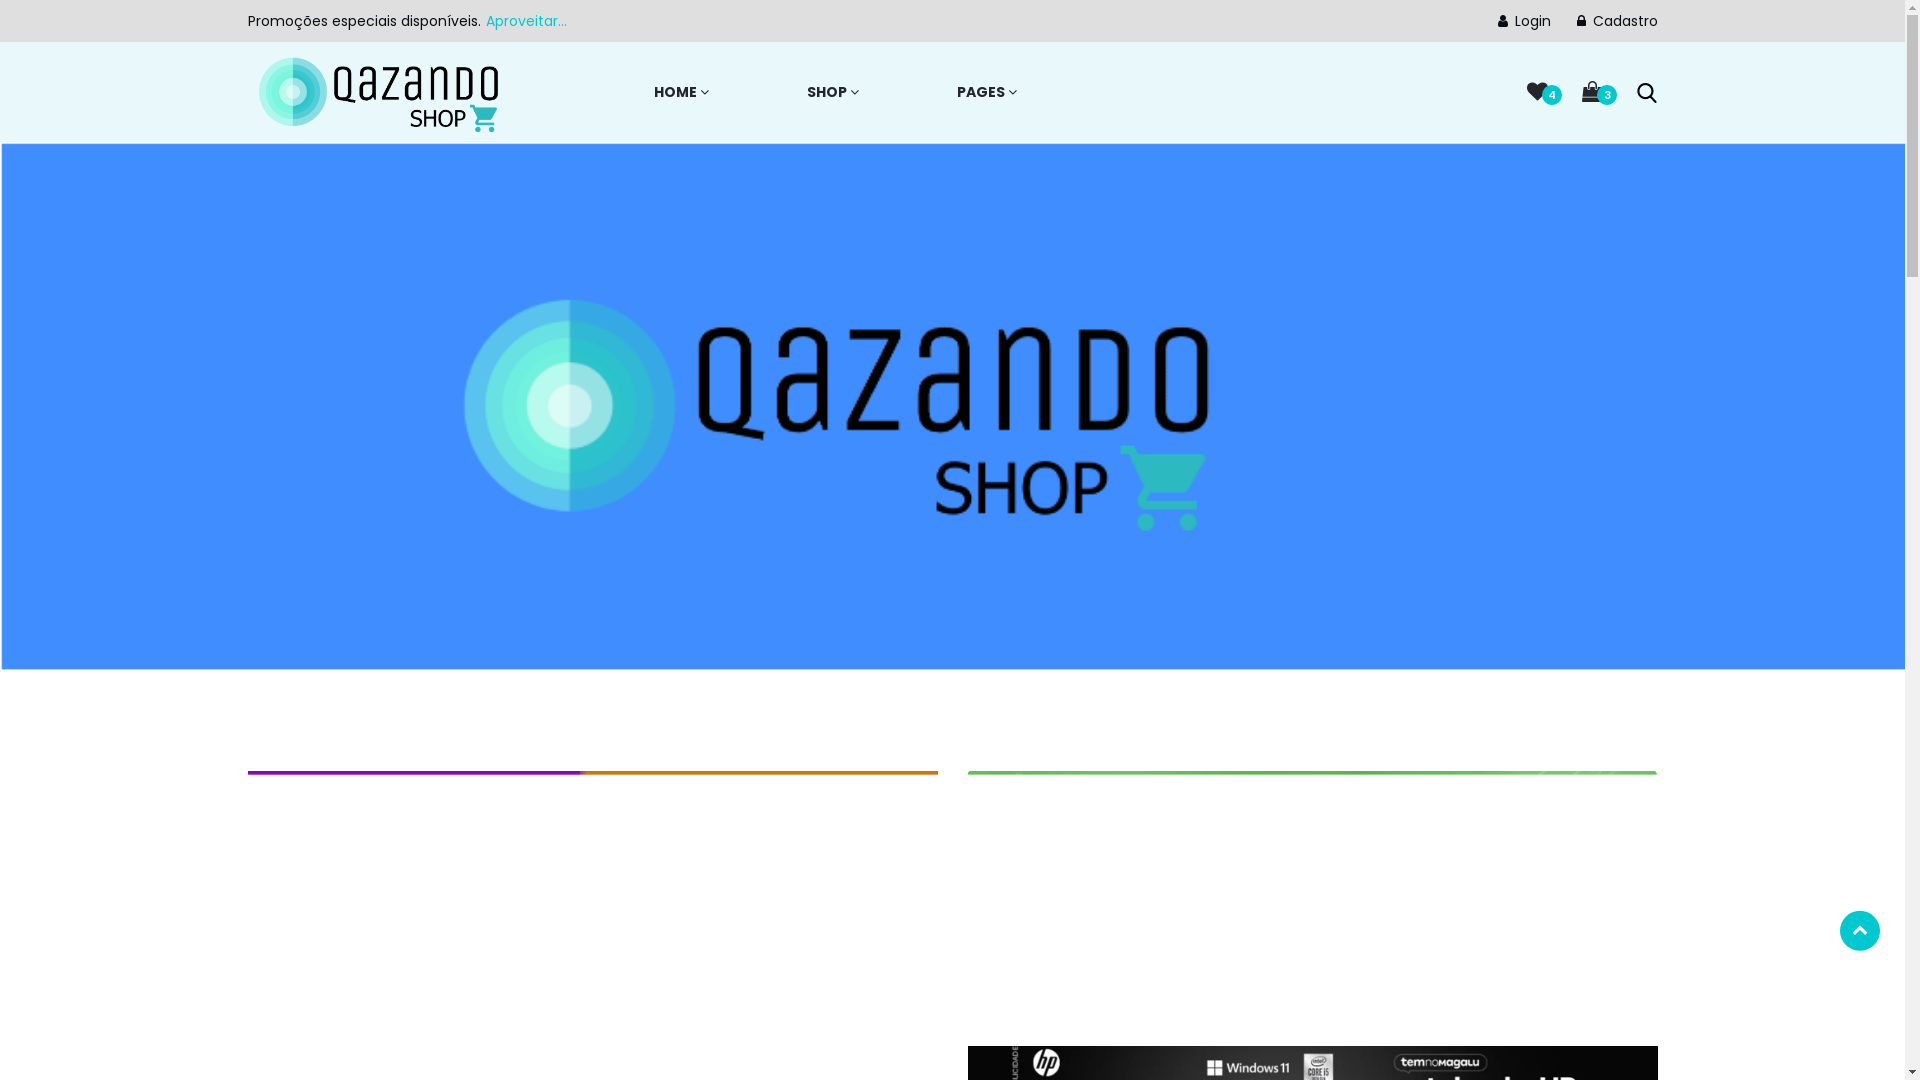 Promoções especiais disponíveis. Aproveitar...
Login
Cadastro
QAZANDO
SHOP
HOME
SHOP
PAGES
4
3
QAZANDO
SHOP
hp
Windows 11
intel
CORE i5
temnomagalu